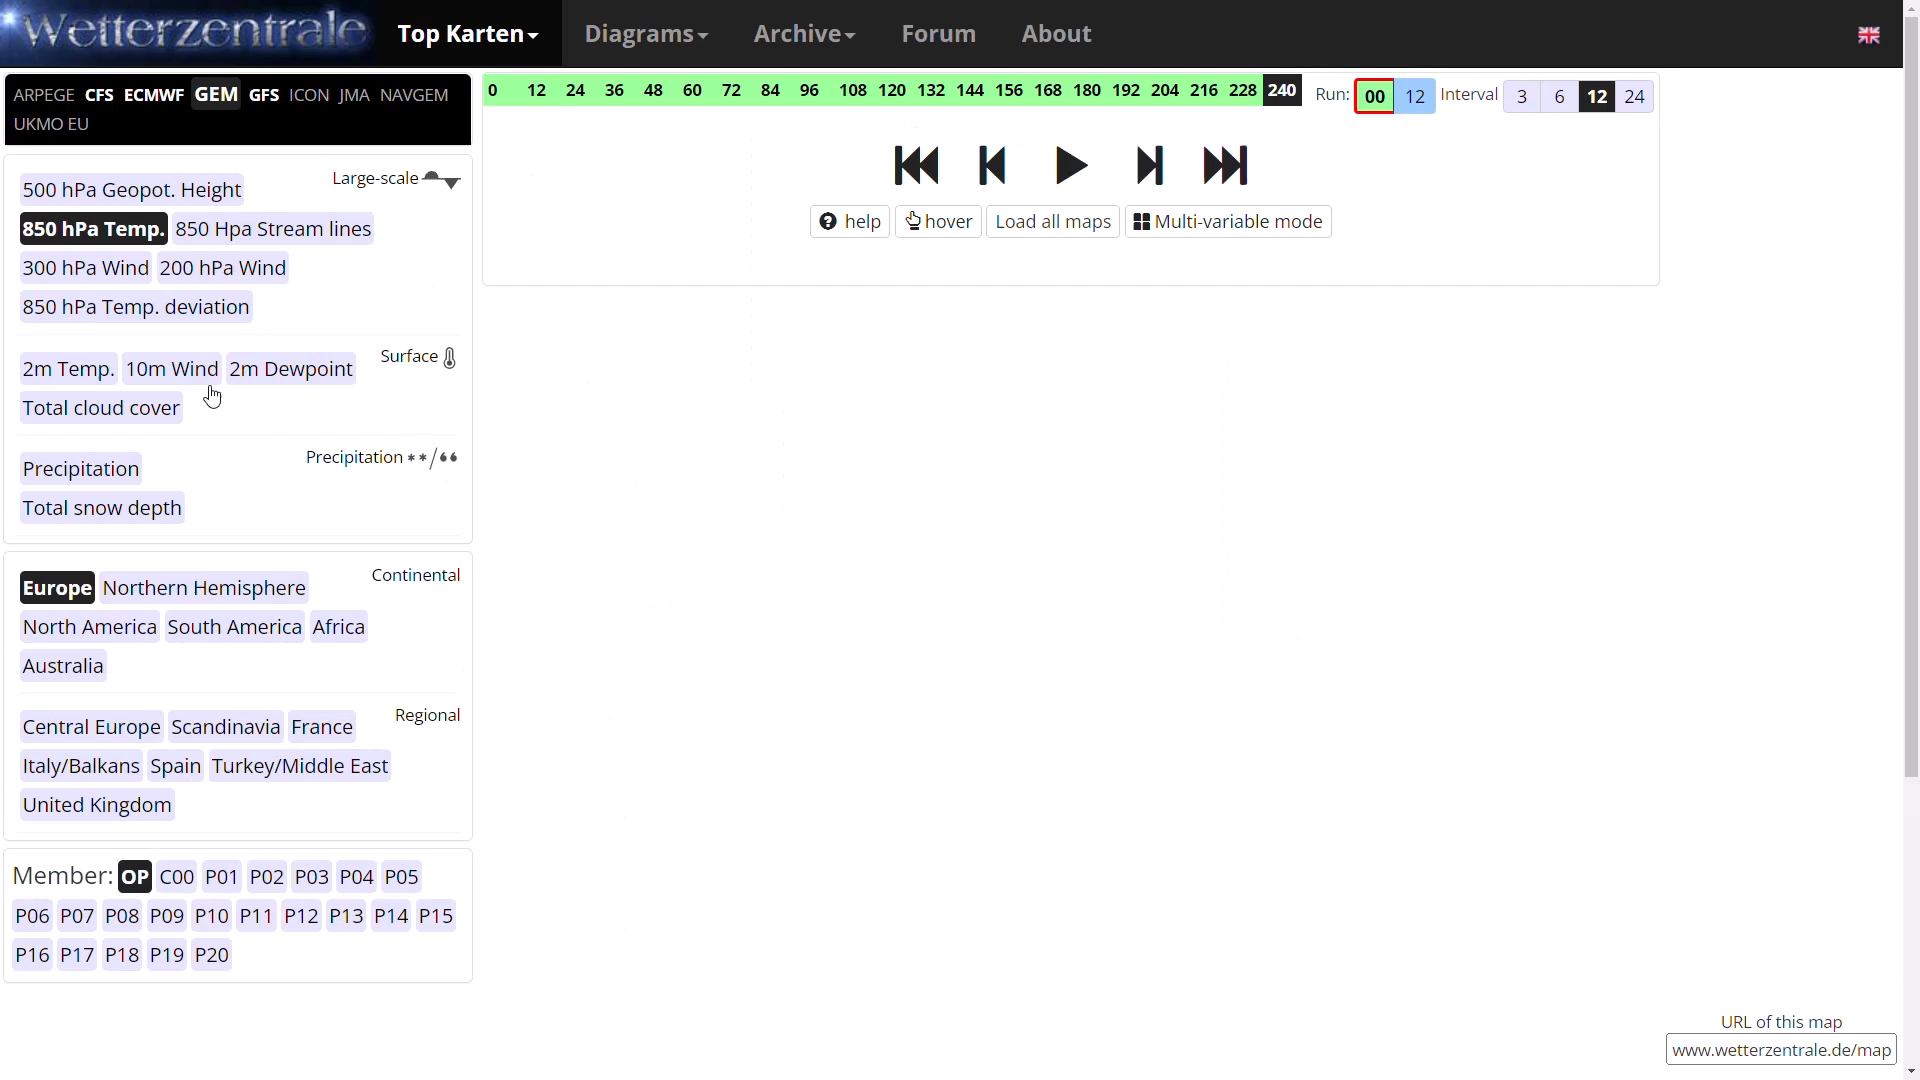 Wetterzentrale Top Karten Diagrams Archive Forum About
ARPEGE CFS ECMWF GEM GFS ICON JMA NAVGEM
UKMO EU
Large-scale
500 hPa Geopot. Height
850 hPa Temp. 850 Hpa Stream lines
300 hPa Wind 200 hPa Wind
850 hPa Temp. deviation
Surface
2m Temp. 10m Wind 2m Dewpoint
Total cloud cover
Precipitation **/
Precipitation
Total snow depth
Continental
Europe Northern Hemisphere
North America South America Africa
Australia
Regional
Central Europe Scandinavia France
Italy/Balkans Spain Turkey/Middle East
United Kingdom
Member: OP C00 P01 P02 P03 P04 P05
P06 P07 P08 P09 P10 P11 P12 P13 P14 P15
P16 P17 P18 P19 P20
0 12 24 36 48 60 72 84 96 108 120 132 144 156 168 180 192 204 216 228 240 Run: 00 12 Interval 3 6 12 24
help hover Load all maps Multi-variable mode
URL of this map
www.wetterzentrale.de/map